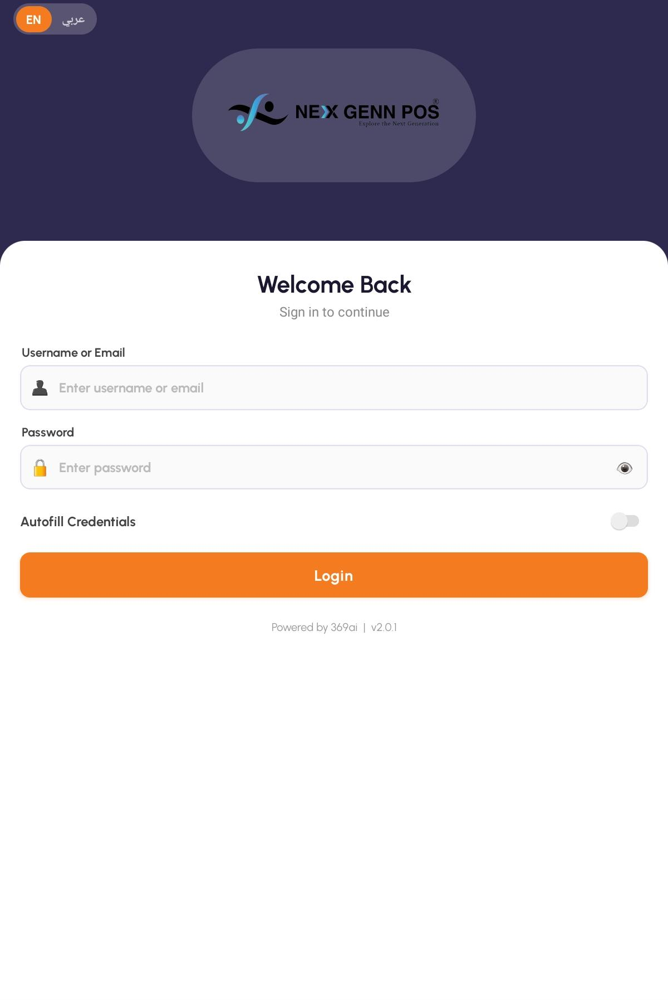 EN عربي
NEXX GENN POS®
Explore the Next Generation
Welcome Back
Sign in to continue
Username or Email
Enter username or email
Password
Enter password
Autofill Credentials
Login
Powered by 369ai | v2.0.1